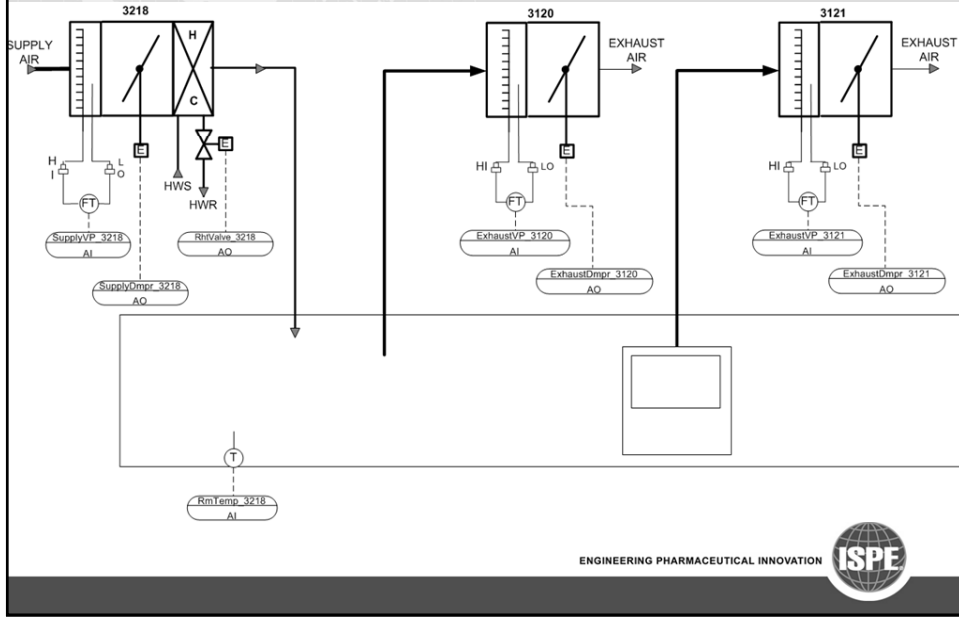 3218
3120
3121
SUPPLY
AIR
H
C
EXHAUST
AIR
EXHAUST
AIR
E
E
E
E
H
I
L
O
HWS
HWR
HI
LO
HI
LO
FT
FT
FT
SupplyVP_3218
AI
RhtValve_3218
AO
ExhaustVP_3120
AI
ExhaustVP_3121
AI
SupplyDmpr_3218
AO
ExhaustDmpr_3120
AO
ExhaustDmpr_3121
AO
T
RmTemp_3218
AI
ENGINEERING PHARMACEUTICAL INNOVATION
ISPE